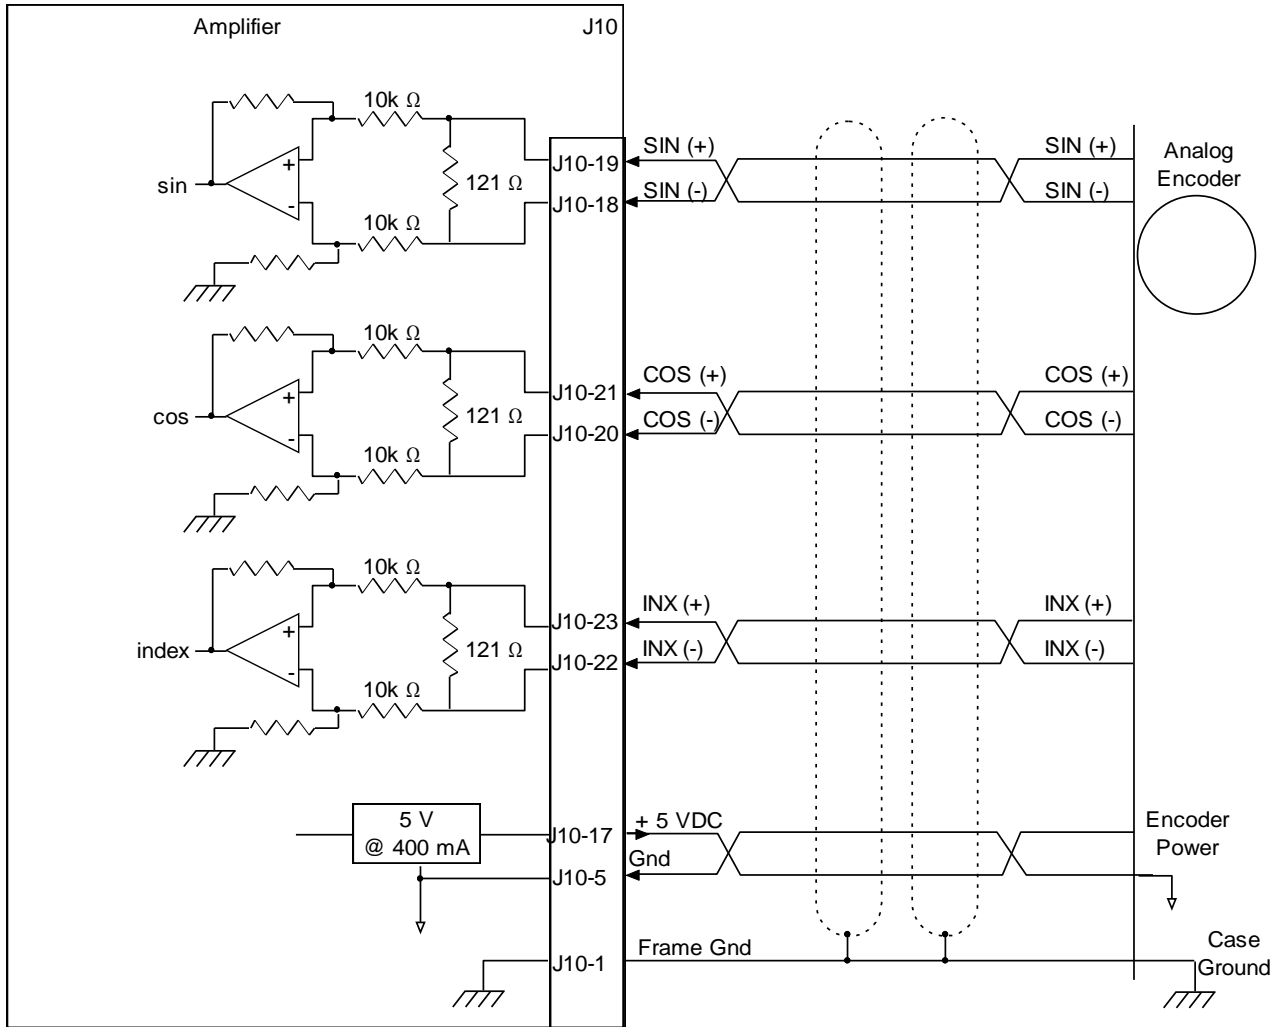 Amplifier
J10
10k Ω
+
-
sin
121 Ω
10k Ω
J10-19
J10-18
SIN (+)
SIN (-)
SIN (+)
SIN (-)
Analog
Encoder
10k Ω
+
-
cos
121 Ω
10k Ω
J10-21
J10-20
COS (+)
COS (-)
COS (+)
COS (-)
10k Ω
+
-
index
121 Ω
10k Ω
J10-23
J10-22
INX (+)
INX (-)
INX (+)
INX (-)
5 V
@ 400 mA
J10-17
J10-5
+ 5 VDC
Gnd
Encoder
Power
J10-1
Frame Gnd
Case
Ground